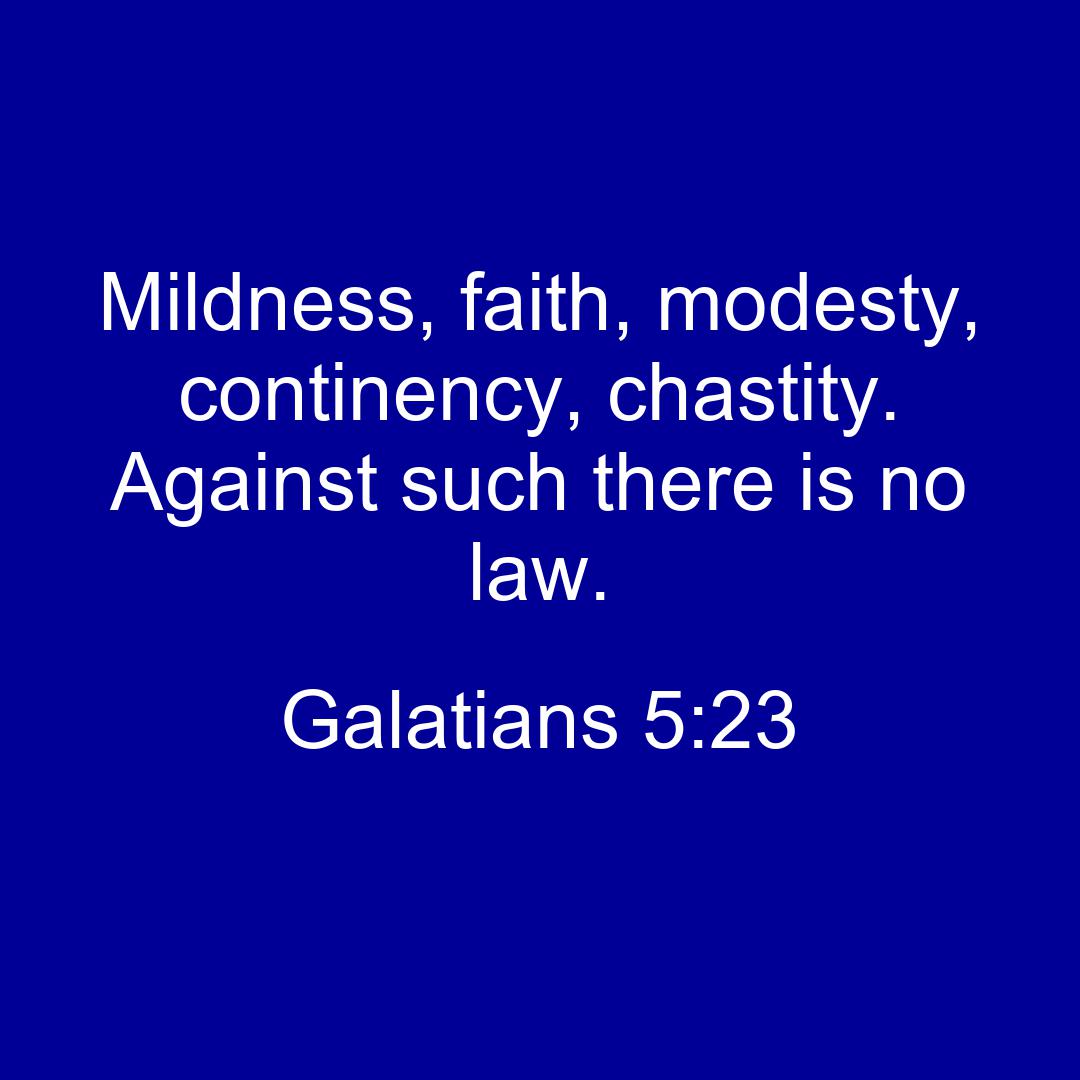 Mildness, faith, modesty,
continency, chastity.
Against such there is no
law.
Galatians 5:23